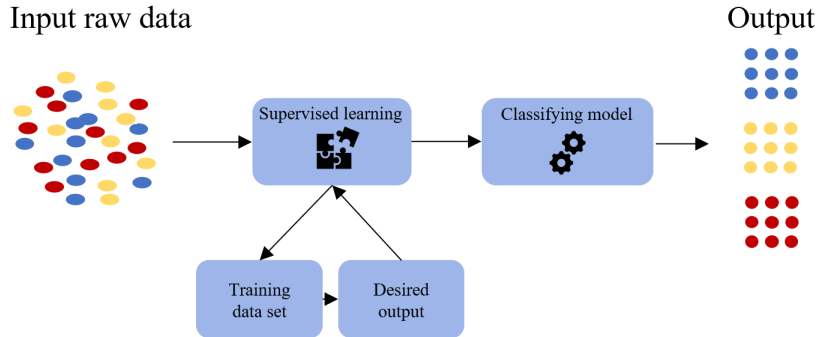 Input raw data
Output
Supervised learning
Classifying model
Training
data set
Desired
output